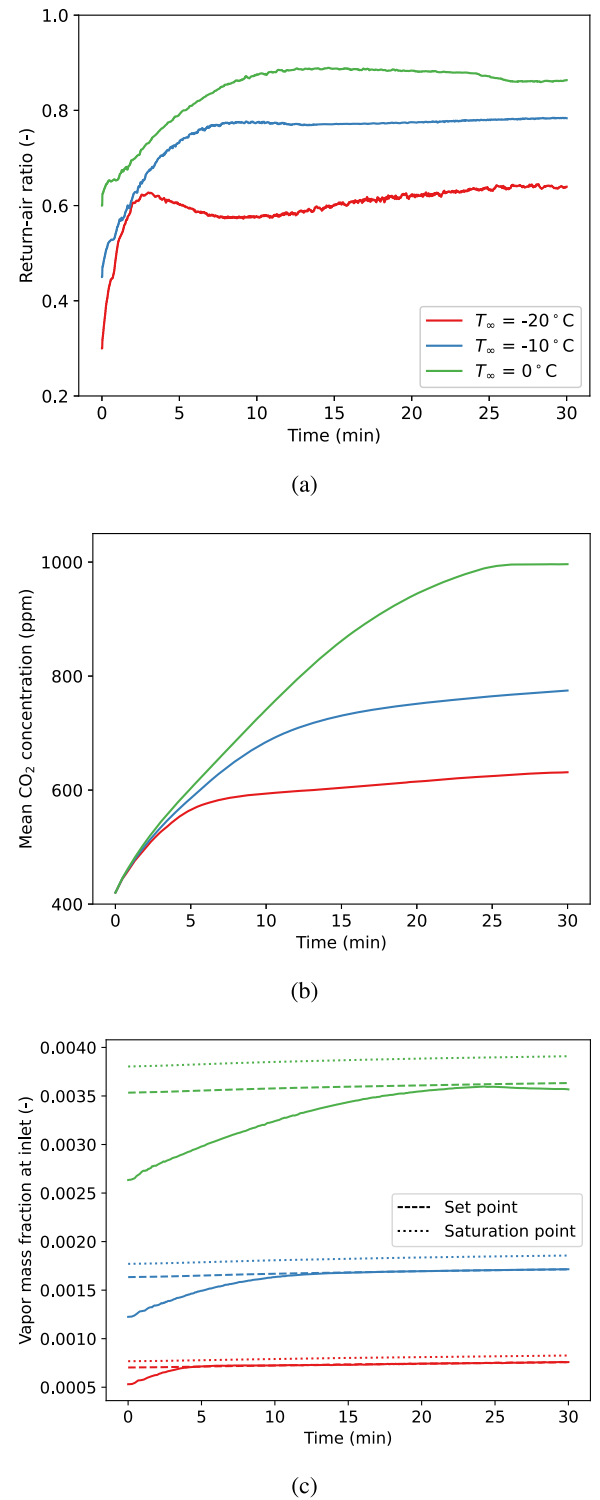 1.0
0.8
0.6
0.4
0.2
Return-air ratio (-)
T∞ = -20°C
T∞ = -10°C
T∞ = 0°C
0 5 10 15 20 25 30
Time (min)
(a)
1000
800
600
400
Mean CO₂ concentration (ppm)
0 5 10 15 20 25 30
Time (min)
(b)
0.0040
0.0035
0.0030
0.0025
0.0020
0.0015
0.0010
0.0005
Vapor mass fraction at inlet (-)
Set point
Saturation point
0 5 10 15 20 25 30
Time (min)
(c)